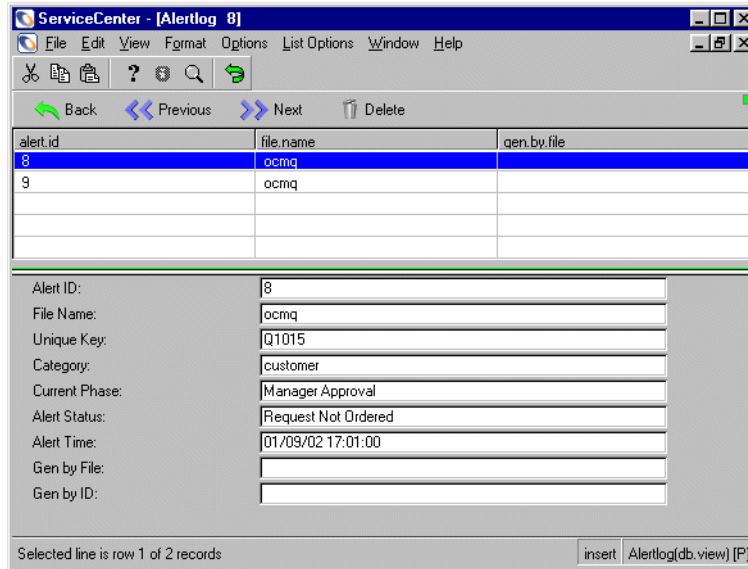 ServiceCenter - [Alertlog 8]
File Edit View Format Options List Options Window Help
Back Previous Next Delete
alert.id file.name gen.by.file
8 ocmq
9 ocmq
Alert ID: 8
File Name: ocmq
Unique Key: Q1015
Category: customer
Current Phase: Manager Approval
Alert Status: Request Not Ordered
Alert Time: 01/09/02 17:01:00
Gen by File:
Gen by ID:
Selected line is row 1 of 2 records insert Alertlog(db.view) [P]